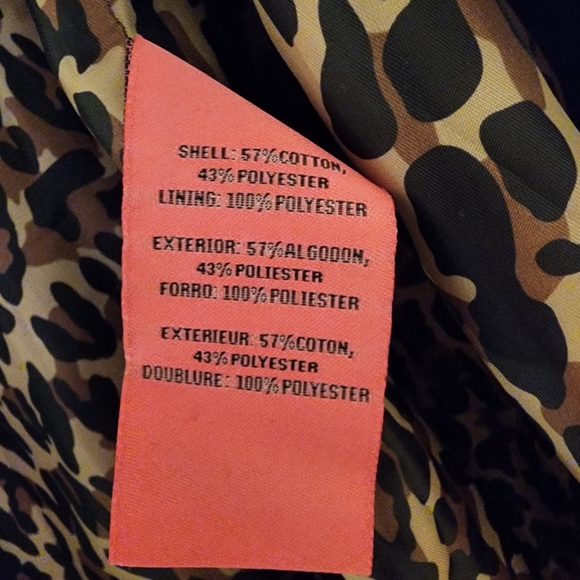 SHELL: 57%COTTON,
43% POLYESTER
LINING: 100% POLYESTER
EXTERIOR: 57%ALGODON,
43% POLIESTER
FORRO: 100% POLIESTER
EXTERIEUR: 57%COTON,
43% POLYESTER
DOUBLURE: 100% POLYESTER